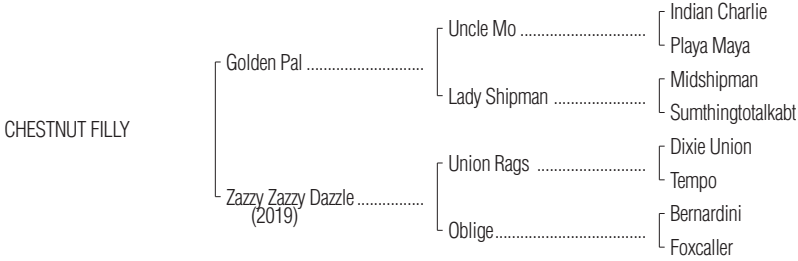 Indian Charlie
Uncle Mo ..............................
Playa Maya
Golden Pal ............................
Midshipman
Lady Shipman ......................
Sumthingtotalkabt
CHESTNUT FILLY
Dixie Union
Union Rags ..........................
Tempo
Zazzy Zazzy Dazzle ................
(2019)
Bernardini
Oblige....................................
Foxcaller